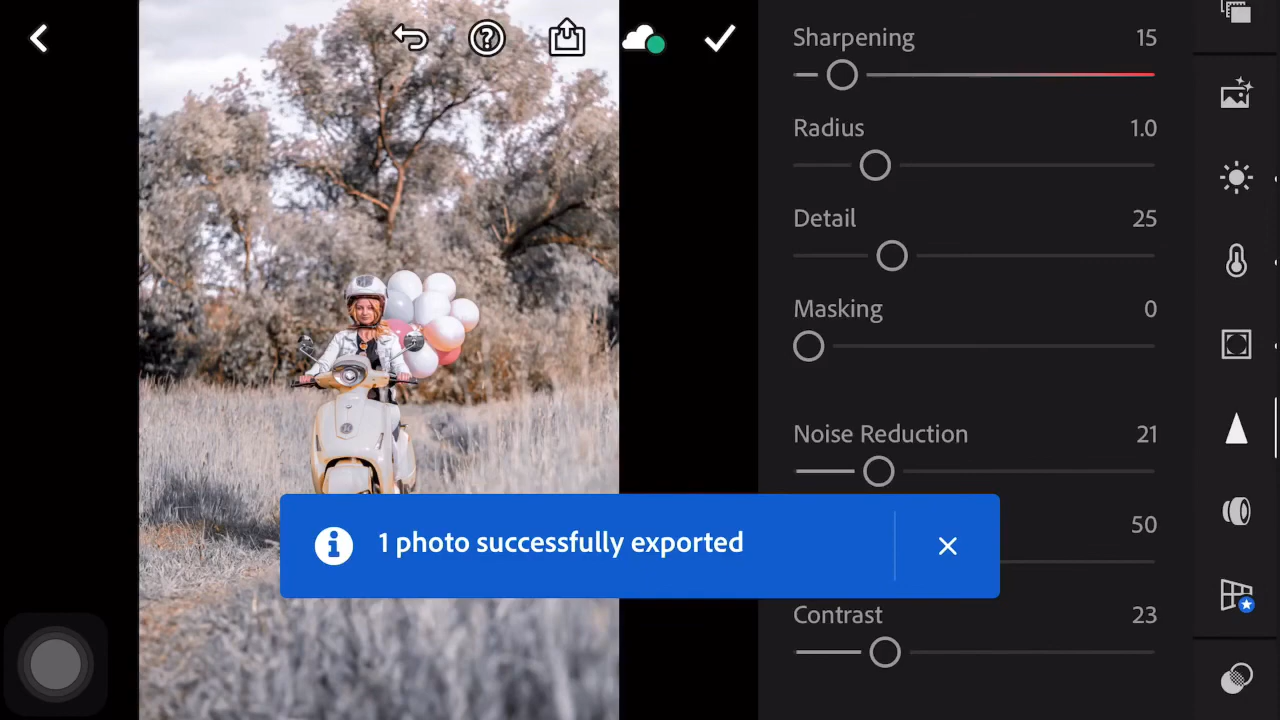 Sharpening 15
Radius 1.0
Detail 25
Masking 0
Noise Reduction 21
50
Contrast 23
1 photo successfully exported